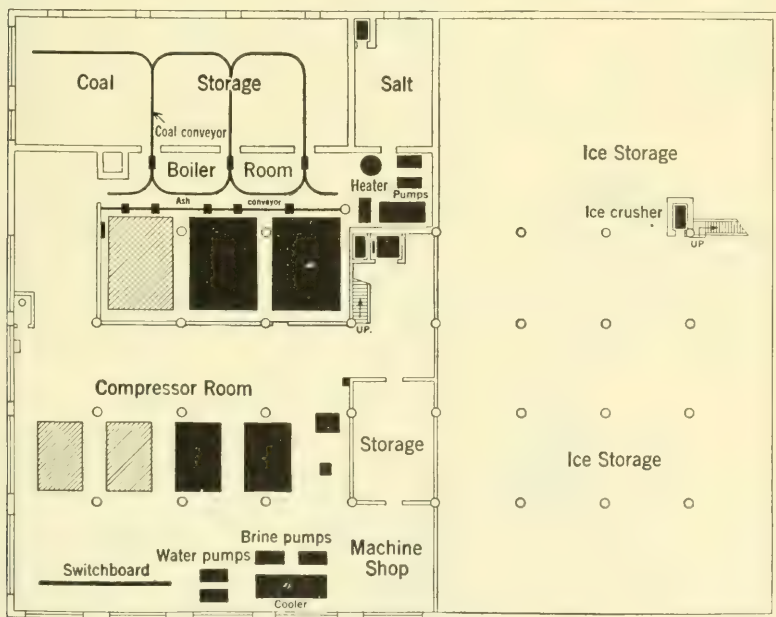 Coal Storage Salt
Coal conveyor
Boiler Room
Heater
Pumps
Ash conveyor
Ice Storage
Ice crusher
UP
UP.
Compressor Room
Storage
Ice Storage
Brine pumps
Water pumps
Machine
Shop
Switchboard
Cooler